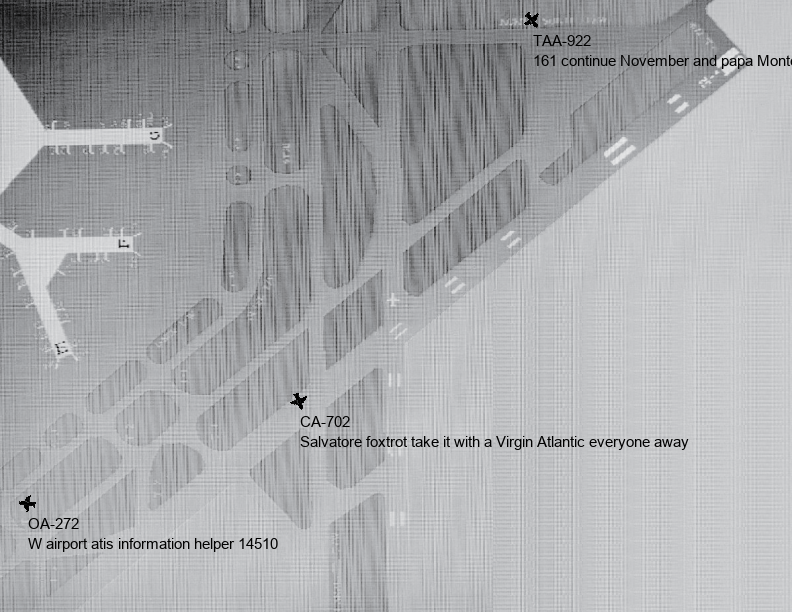 TAA-922
161 continue November and papa Monte
G
F
CA-702
Salvatore foxtrot take it with a Virgin Atlantic everyone away
OA-272
W airport atis information helper 14510